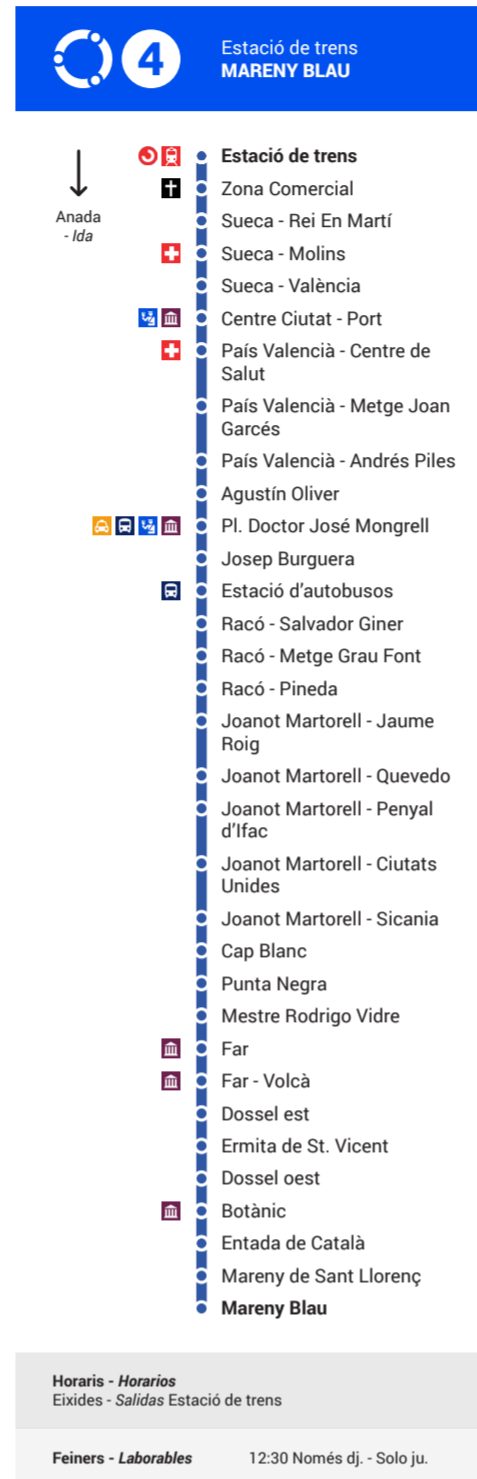 4
Estació de trens
MARENY BLAU
Anada
- Ida
Estació de trens
Zona Comercial
Sueca - Rei En Martí
Sueca - Molins
Sueca - València
Centre Ciutat - Port
País Valencià - Centre de
Salut
País Valencià - Metge Joan
Garcés
País Valencià - Andrés Piles
Agustín Oliver
Pl. Doctor José Mongrell
Josep Burguera
Estació d'autobusos
Racó - Salvador Giner
Racó - Metge Grau Font
Racó - Pineda
Joanot Martorell - Jaume
Roig
Joanot Martorell - Quevedo
Joanot Martorell - Penyal
d'Ifac
Joanot Martorell - Ciutats
Unides
Joanot Martorell - Sicania
Cap Blanc
Punta Negra
Mestre Rodrigo Vidre
Far
Far - Volcà
Dossel est
Ermita de St. Vicent
Dossel oest
Botànic
Entada de Català
Mareny de Sant Llorenç
Mareny Blau
Horaris - Horarios
Eixides - Salidas Estació de trens
Feiners - Laborables 12:30 Només dj. - Solo ju.